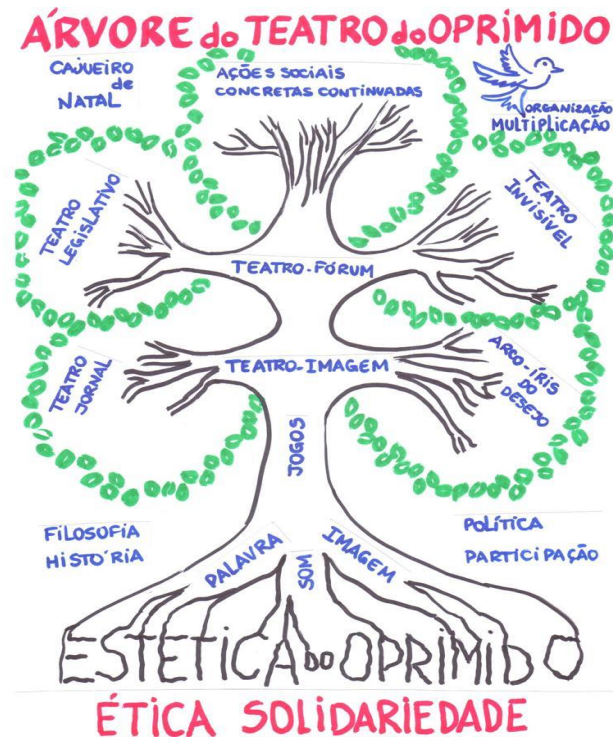 ÁRVORE do TEATRO do OPRIMIDO
CAJUEIRO
de
NATAL
AÇÕES SOCIAIS
CONCRETAS CONTINUADAS
ORGANIZAÇÃO
MULTIPLICAÇÃO
TEATRO
LEGISLATIVO
TEATRO
INVISÍVEL
TEATRO-FÓRUM
TEATRO
JORNAL
TEATRO-IMAGEM
ARCO-ÍRIS
DO
DESEJO
JOGOS
FILOSOFIA
HISTÓRIA
POLÍTICA
PARTICIPAÇÃO
PALAVRA
SOM
IMAGEM
ESTETICA do OPRIMIDO
ÉTICA SOLIDARIEDADE